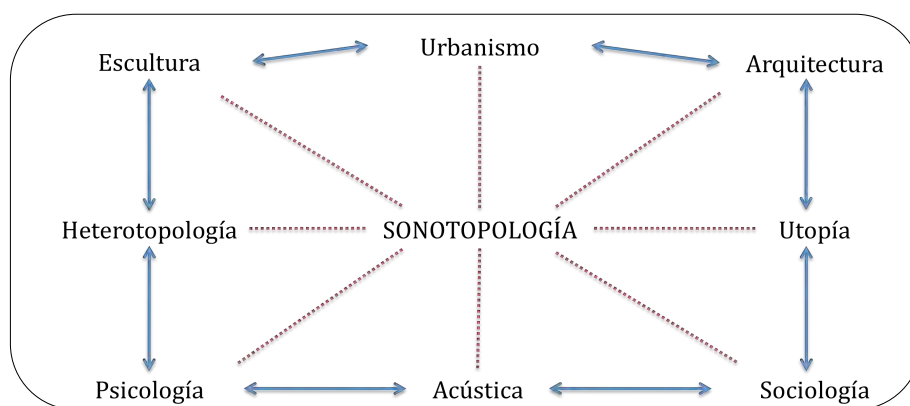 Urbanismo
Escultura
Arquitectura
Heterotopología
SONOTOPOLOGÍA
Utopía
Psicología
Acústica
Sociología